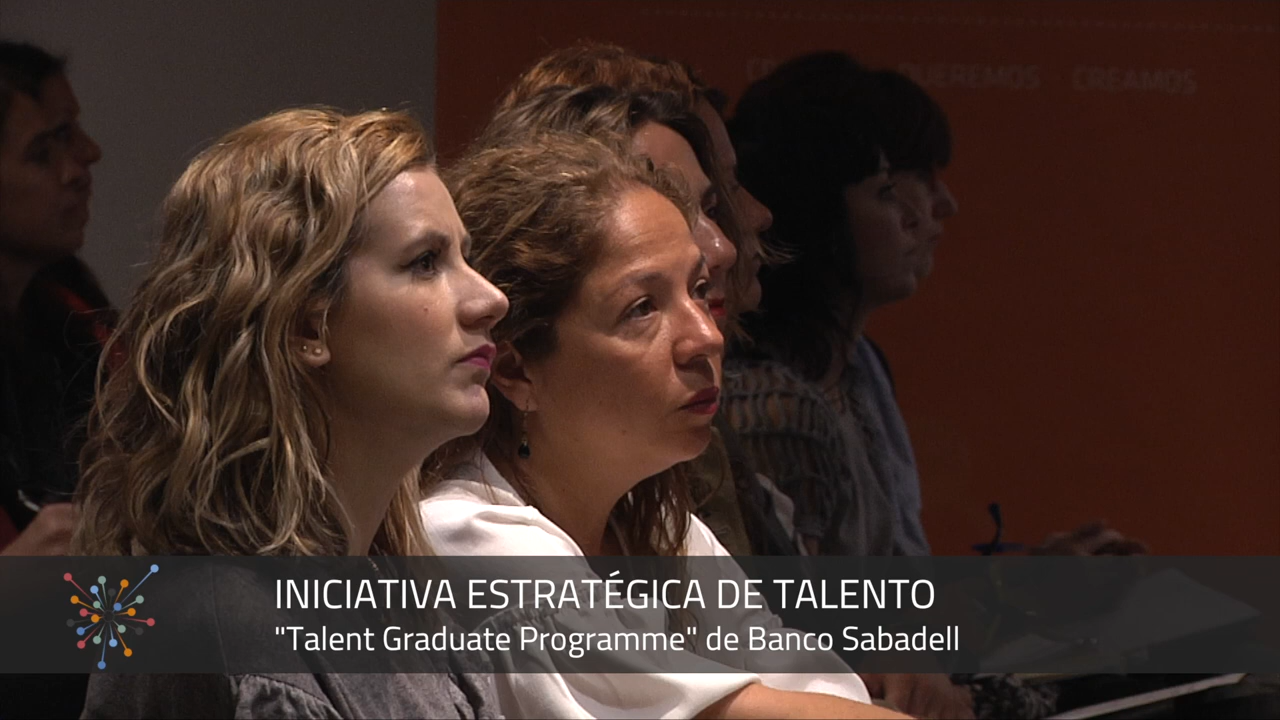 QUEREMOS · CREAMOS
INICIATIVA ESTRATÉGICA DE TALENTO
"Talent Graduate Programme" de Banco Sabadell